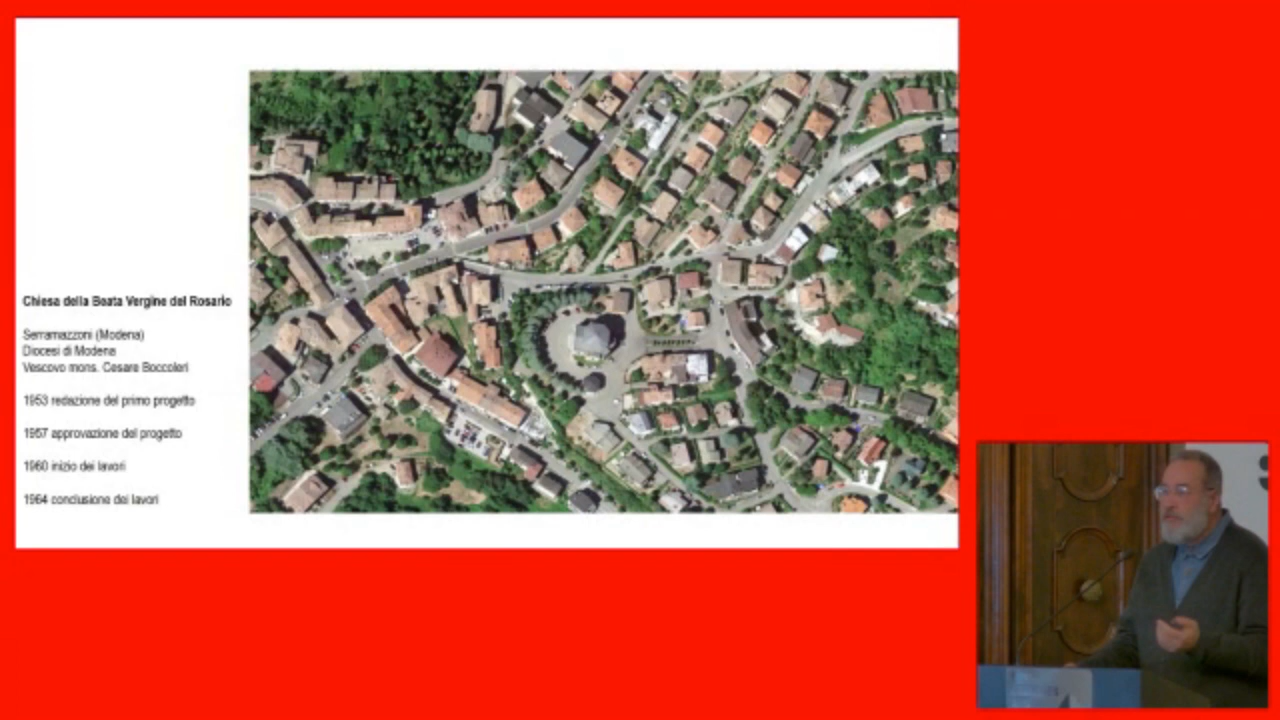 Chiesa della Beata Vergine del Rosario
Serramazzoni (Modena)
Diocesi di Modena
Vescovo mons. Cesare Boccoleri
1953 redazione del primo progetto
1957 approvazione del progetto
1960 inizio dei lavori
1964 conclusione dei lavori